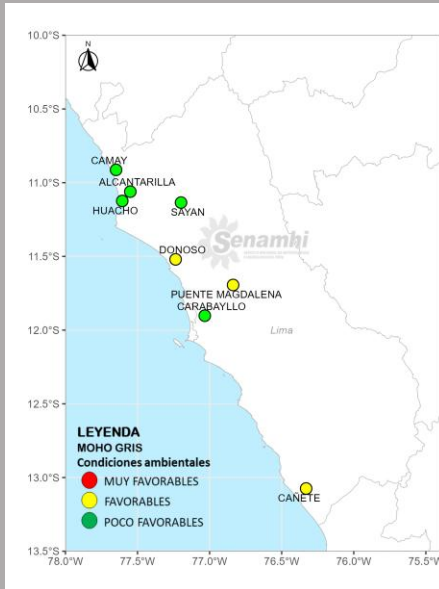 10.0°S
N
10.5°S
CAMAY
11.0°S
ALCANTARILLA
HUACHO
SAYAN
Senamhi
11.5°S
DONOSO
PUENTE MAGDALENA
CARABAYLLO
12.0°S
Lima
12.5°S
LEYENDA
MOHO GRIS
Condiciones ambientales
13.0°S
MUY FAVORABLES
FAVORABLES
CAÑETE
POCO FAVORABLES
13.5°S
78.0°W 77.5°W 77.0°W 76.5°W 76.0°W 75.5°W